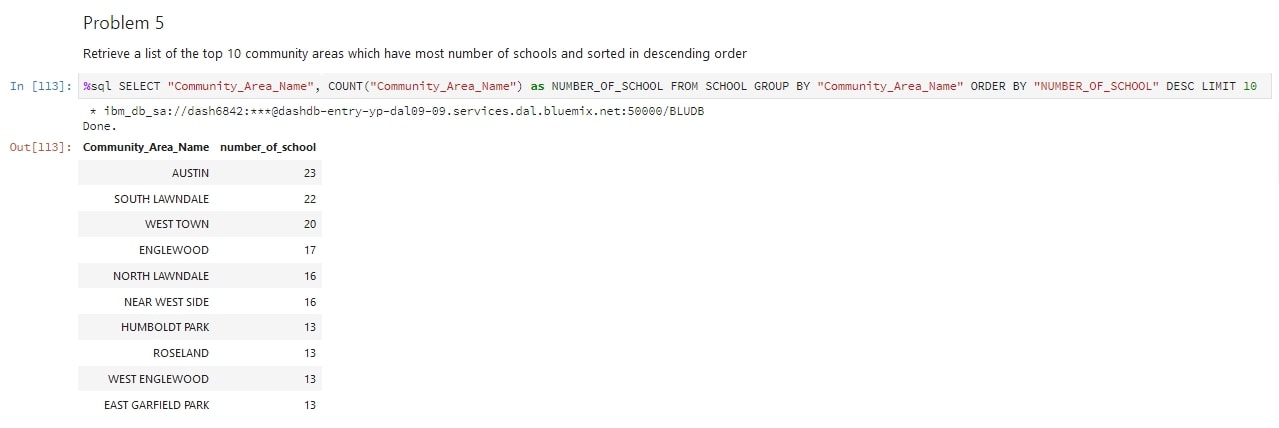 Problem 5
Retrieve a list of the top 10 community areas which have most number of schools and sorted in descending order
In [113]: %sql SELECT "Community_Area_Name", COUNT("Community_Area_Name") as NUMBER_OF_SCHOOL FROM SCHOOL GROUP BY "Community_Area_Name" ORDER BY "NUMBER_OF_SCHOOL" DESC LIMIT 10
* ibm_db_sa://dash6842:***@dashdb-entry-yp-dal09-09.services.dal.bluemix.net:50000/BLUDB
Done.
Out[113]: Community_Area_Name number_of_school
AUSTIN 23
SOUTH LAWNDALE 22
WEST TOWN 20
ENGLEWOOD 17
NORTH LAWNDALE 16
NEAR WEST SIDE 16
HUMBOLDT PARK 13
ROSELAND 13
WEST ENGLEWOOD 13
EAST GARFIELD PARK 13